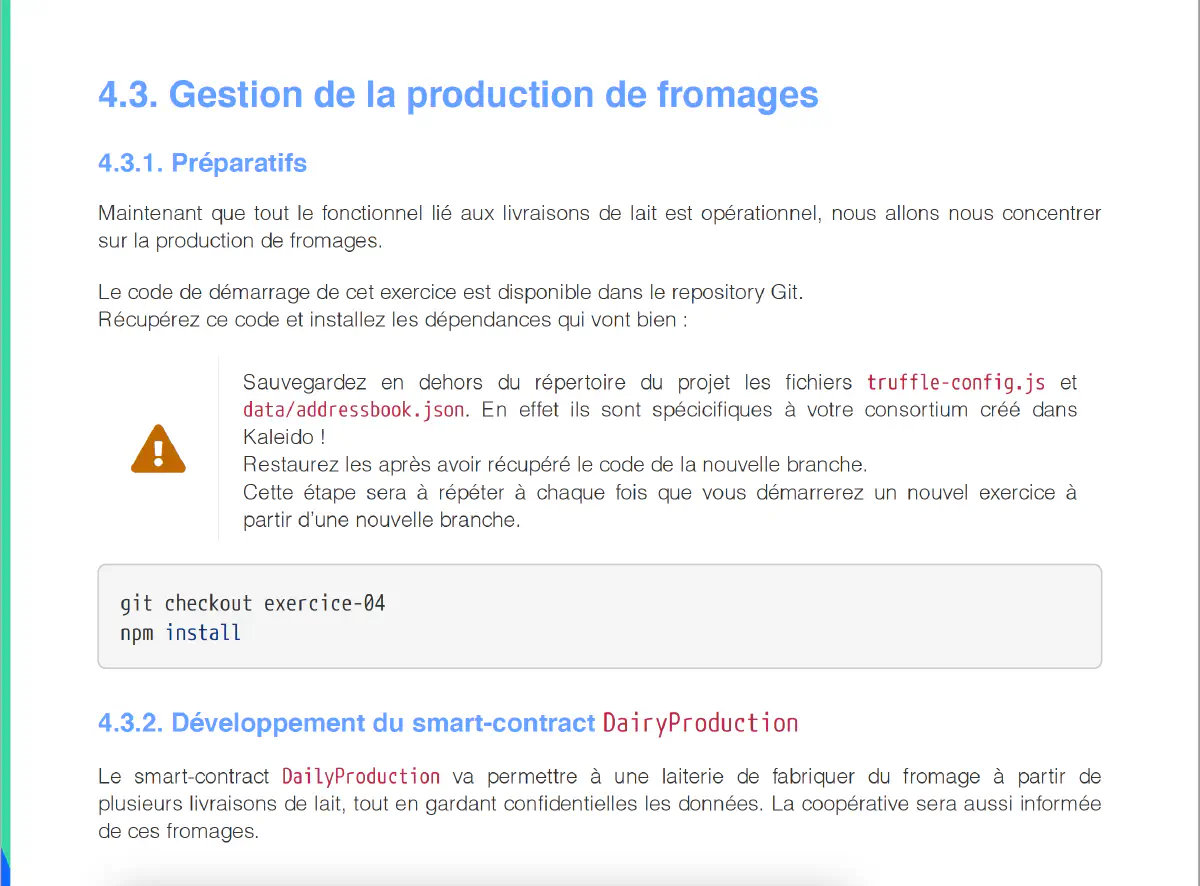 4.3. Gestion de la production de fromages
4.3.1. Préparatifs
Maintenant que tout le fonctionnel lié aux livraisons de lait est opérationnel, nous allons nous concentrer
sur la production de fromages.
Le code de démarrage de cet exercice est disponible dans le repository Git.
Récupérez ce code et installez les dépendances qui vont bien :
Sauvegardez en dehors du répertoire du projet les fichiers truffle-config.js et
data/addressbook.json. En effet ils sont spécicifiques à votre consortium créé dans
Kaleido !
Restaurez les après avoir récupéré le code de la nouvelle branche.
Cette étape sera à répéter à chaque fois que vous démarrerez un nouvel exercice à
partir d'une nouvelle branche.
git checkout exercice-04
npm install
4.3.2. Développement du smart-contract DairyProduction
Le smart-contract DailyProduction va permettre à une laiterie de fabriquer du fromage à partir de
plusieurs livraisons de lait, tout en gardant confidentielles les données. La coopérative sera aussi informée
de ces fromages.